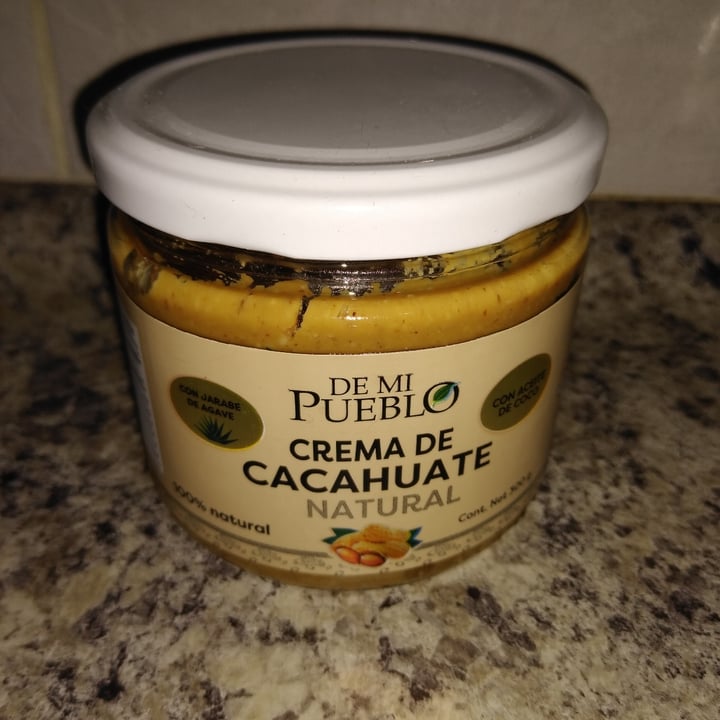 CON JARABE
DE AGAVE
DE MI
PUEBLO
CON ACEITE
DE COCO
CREMA DE
CACAHUATE
NATURAL
100% natural
Cont. Net 300 g